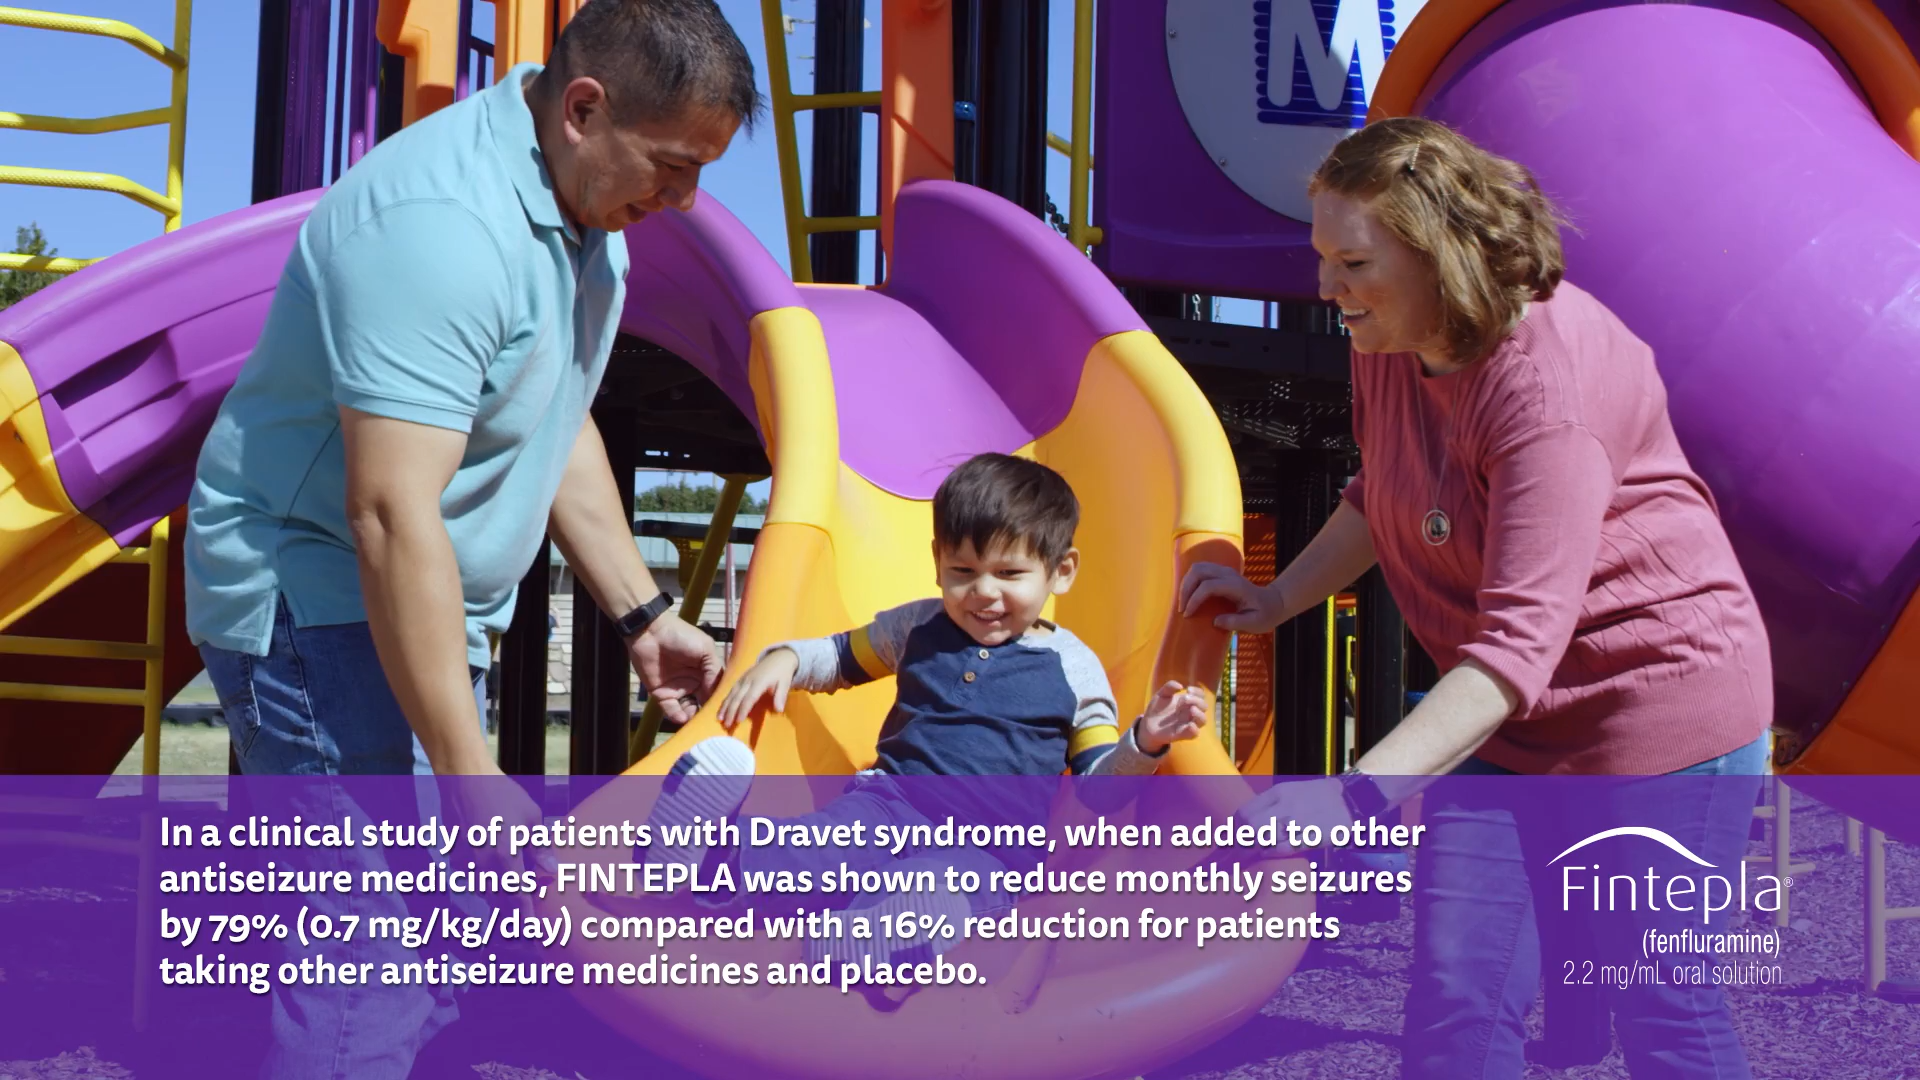 M
In a clinical study of patients with Dravet syndrome, when added to other
antiseizure medicines, FINTEPLA was shown to reduce monthly seizures
by 79% (0.7 mg/kg/day) compared with a 16% reduction for patients
taking other antiseizure medicines and placebo.
Fintepla®
(fenfluramine)
2.2 mg/mL oral solution